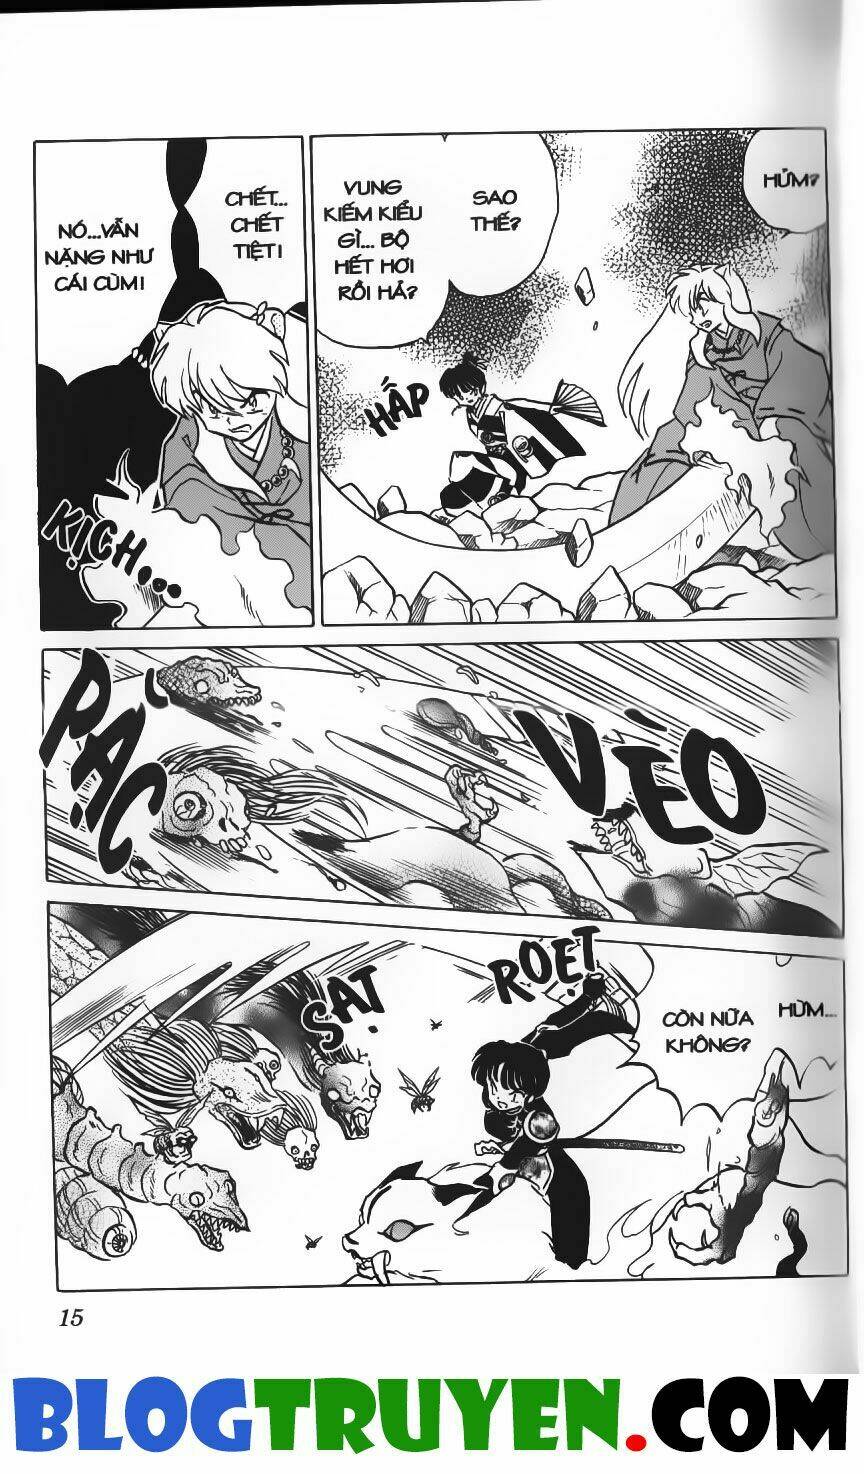 HỬM?
SAO
THẾ?
VUNG
KIẾM KIỂU
GÌ... BỘ
HẾT HƠI
RỒI HẢ?
HẤP
CHẾT...
CHẾT
TIỆT!
NÓ...VẪN
NẶNG NHƯ
CÁI CÙM!
KỊCH...
VÈO
PẶC
HỪM...
CÒN NỮA
KHÔNG?
ROẸT
SẠT
15
BLOGTRUYEN.COM